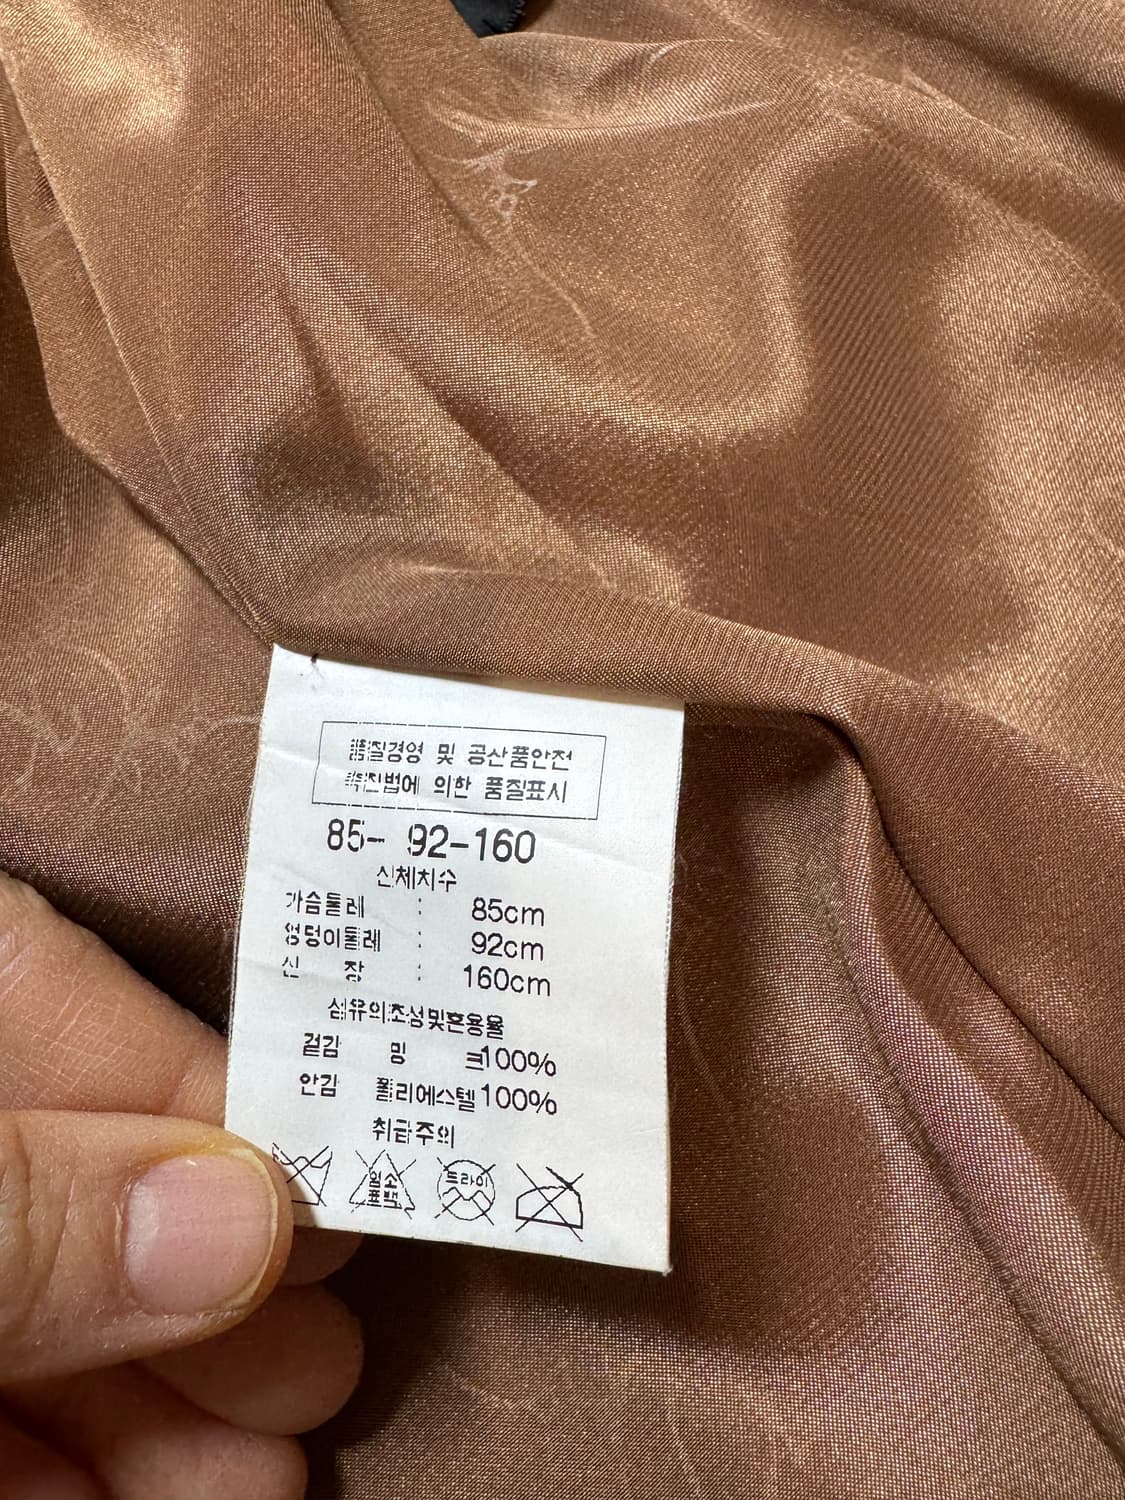 품질경영 및 공산품안전
촉진법에 의한 품질표시
85- 92-160
신체치수
가슴둘레 : 85cm
엉덩이둘레 : 92cm
신 장 : 160cm
섬유의조성및혼용율
겉감 밍 크100%
안감 폴리에스텔100%
취급주의
염소
표백
드라이